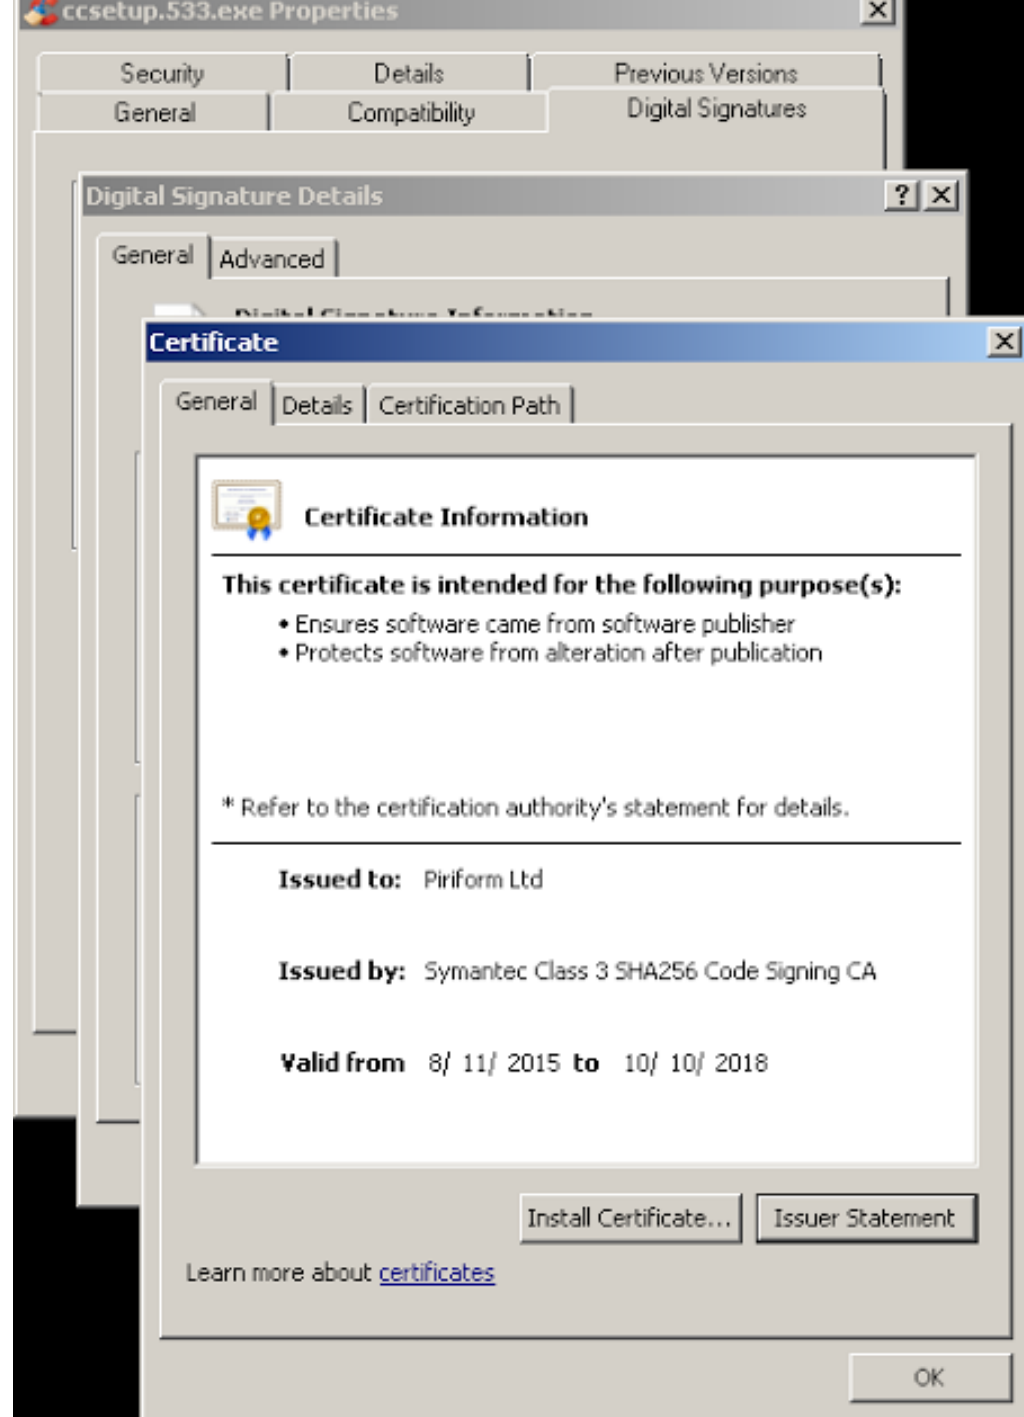 ccsetup.533.exe Properties
Security Details Previous Versions
General Compatibility Digital Signatures
Digital Signature Details
General Advanced
Digital Signature Information
Certificate
General Details Certification Path
Certificate Information
This certificate is intended for the following purpose(s):
• Ensures software came from software publisher
• Protects software from alteration after publication
* Refer to the certification authority's statement for details.
Issued to: Piriform Ltd
Issued by: Symantec Class 3 SHA256 Code Signing CA
Valid from 8/ 11/ 2015 to 10/ 10/ 2018
Install Certificate... Issuer Statement
Learn more about certificates
OK